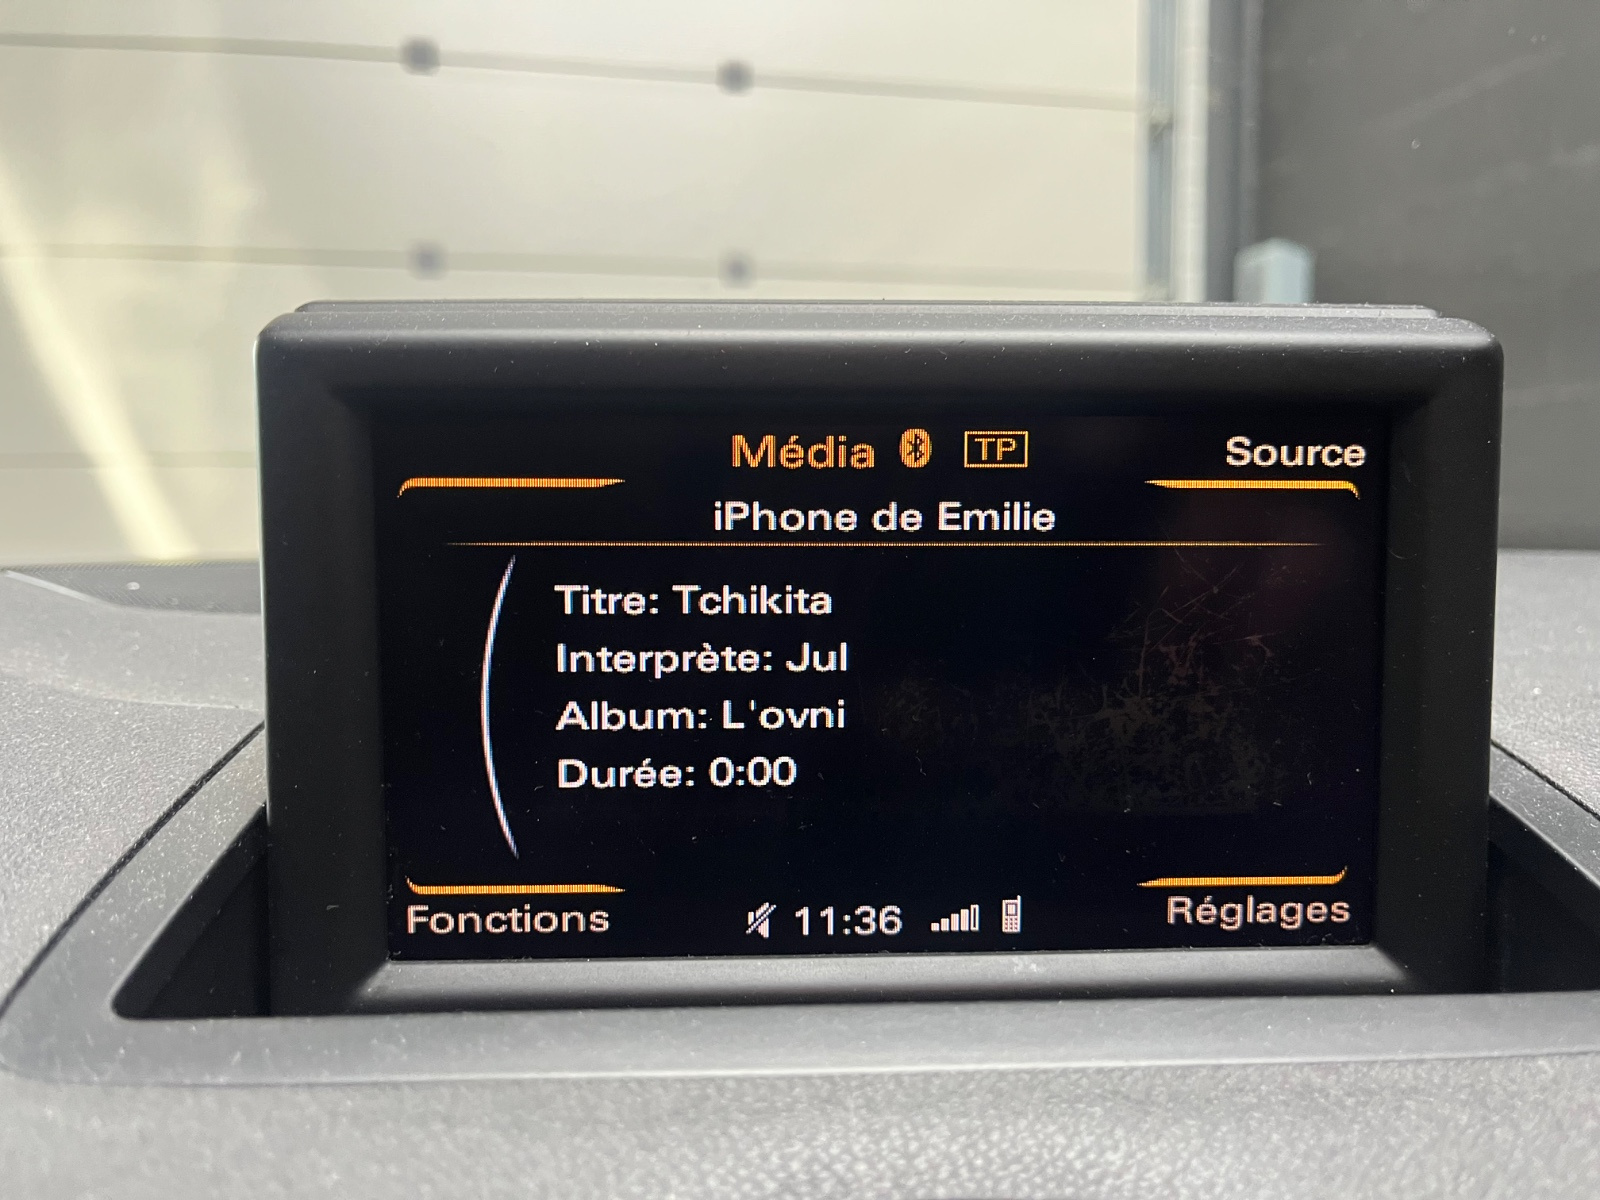 Média TP
Source
iPhone de Emilie
Titre: Tchikita
Interprète: Jul
Album: L'ovni
Durée: 0:00
Fonctions
11:36
Réglages